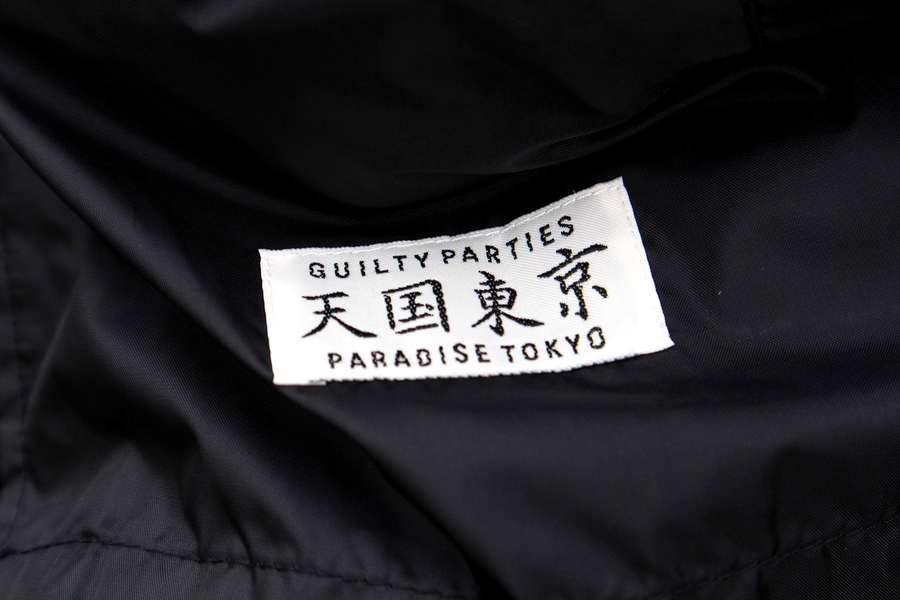 GUILTY PARTIES
天国東京
PARADISE TOKYO